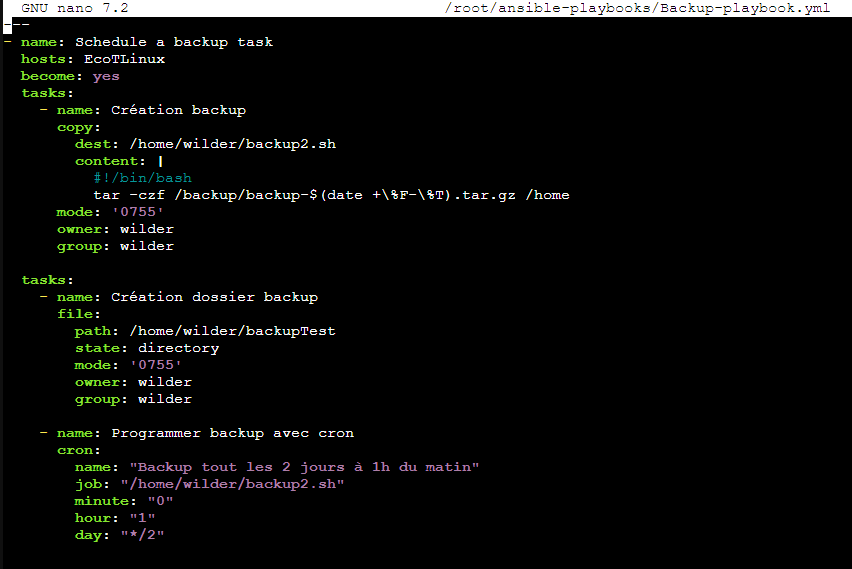 GNU nano 7.2 /root/ansible-playbooks/Backup-playbook.yml
---
- name: Schedule a backup task
  hosts: EcoTLinux
  become: yes
  tasks:
    - name: Création backup
      copy:
        dest: /home/wilder/backup2.sh
        content: |
          #!/bin/bash
          tar -czf /backup/backup-$(date +\%F-\%T).tar.gz /home
      mode: '0755'
      owner: wilder
      group: wilder

  tasks:
    - name: Création dossier backup
      file:
        path: /home/wilder/backupTest
        state: directory
        mode: '0755'
        owner: wilder
        group: wilder

    - name: Programmer backup avec cron
      cron:
        name: "Backup tout les 2 jours à 1h du matin"
        job: "/home/wilder/backup2.sh"
        minute: "0"
        hour: "1"
        day: "*/2"